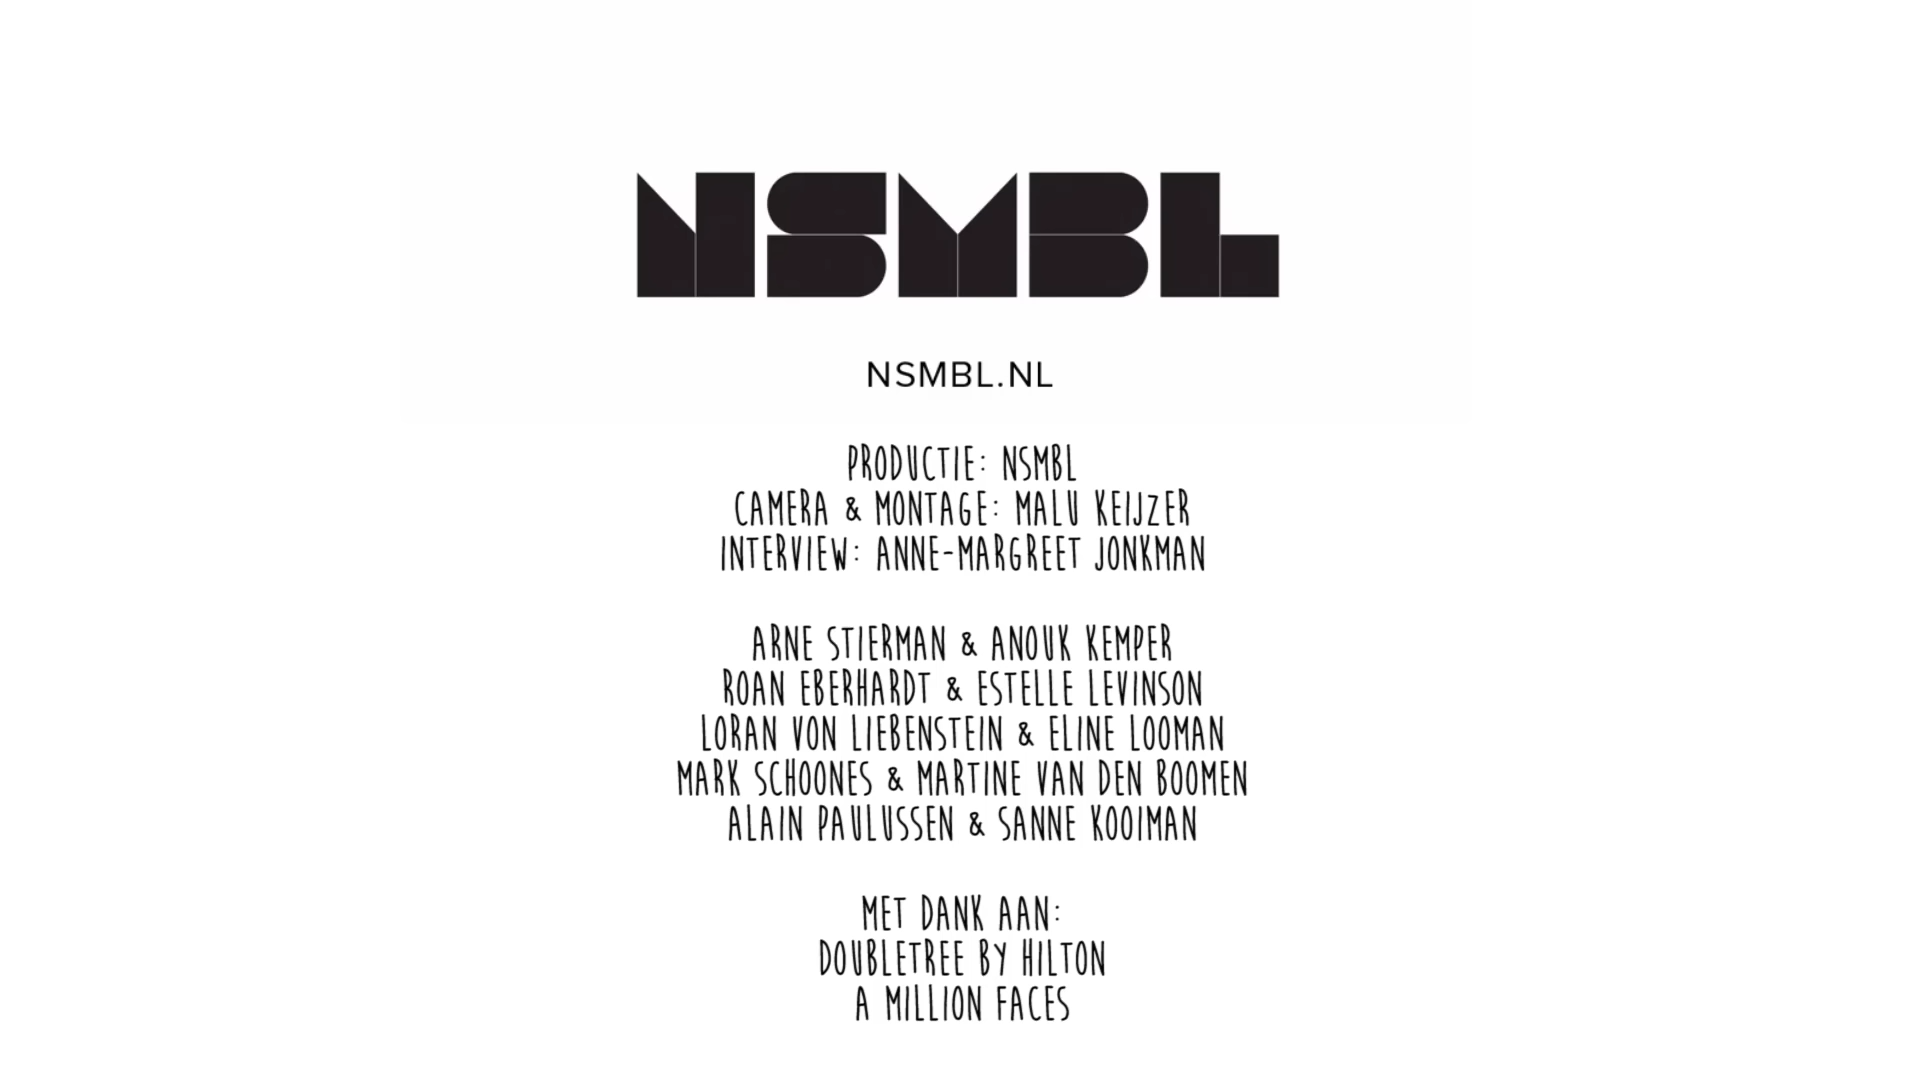 NSMBL
NSMBL.NL
PRODUCTIE: NSMBL
CAMERA & MONTAGE: MALU KEIJZER
INTERVIEW: ANNE-MARGREET JONKMAN
ARNE STIERMAN & ANOUK KEMPER
ROAN EBERHARDT & ESTELLE LEVINSON
LORAN VON LIEBENSTEIN & ELINE LOOMAN
MARK SCHOONES & MARTINE VAN DEN BOOMEN
ALAIN PAULUSSEN & SANNE KOOIMAN
MET DANK AAN:
DOUBLETREE BY HILTON
A MILLION FACES